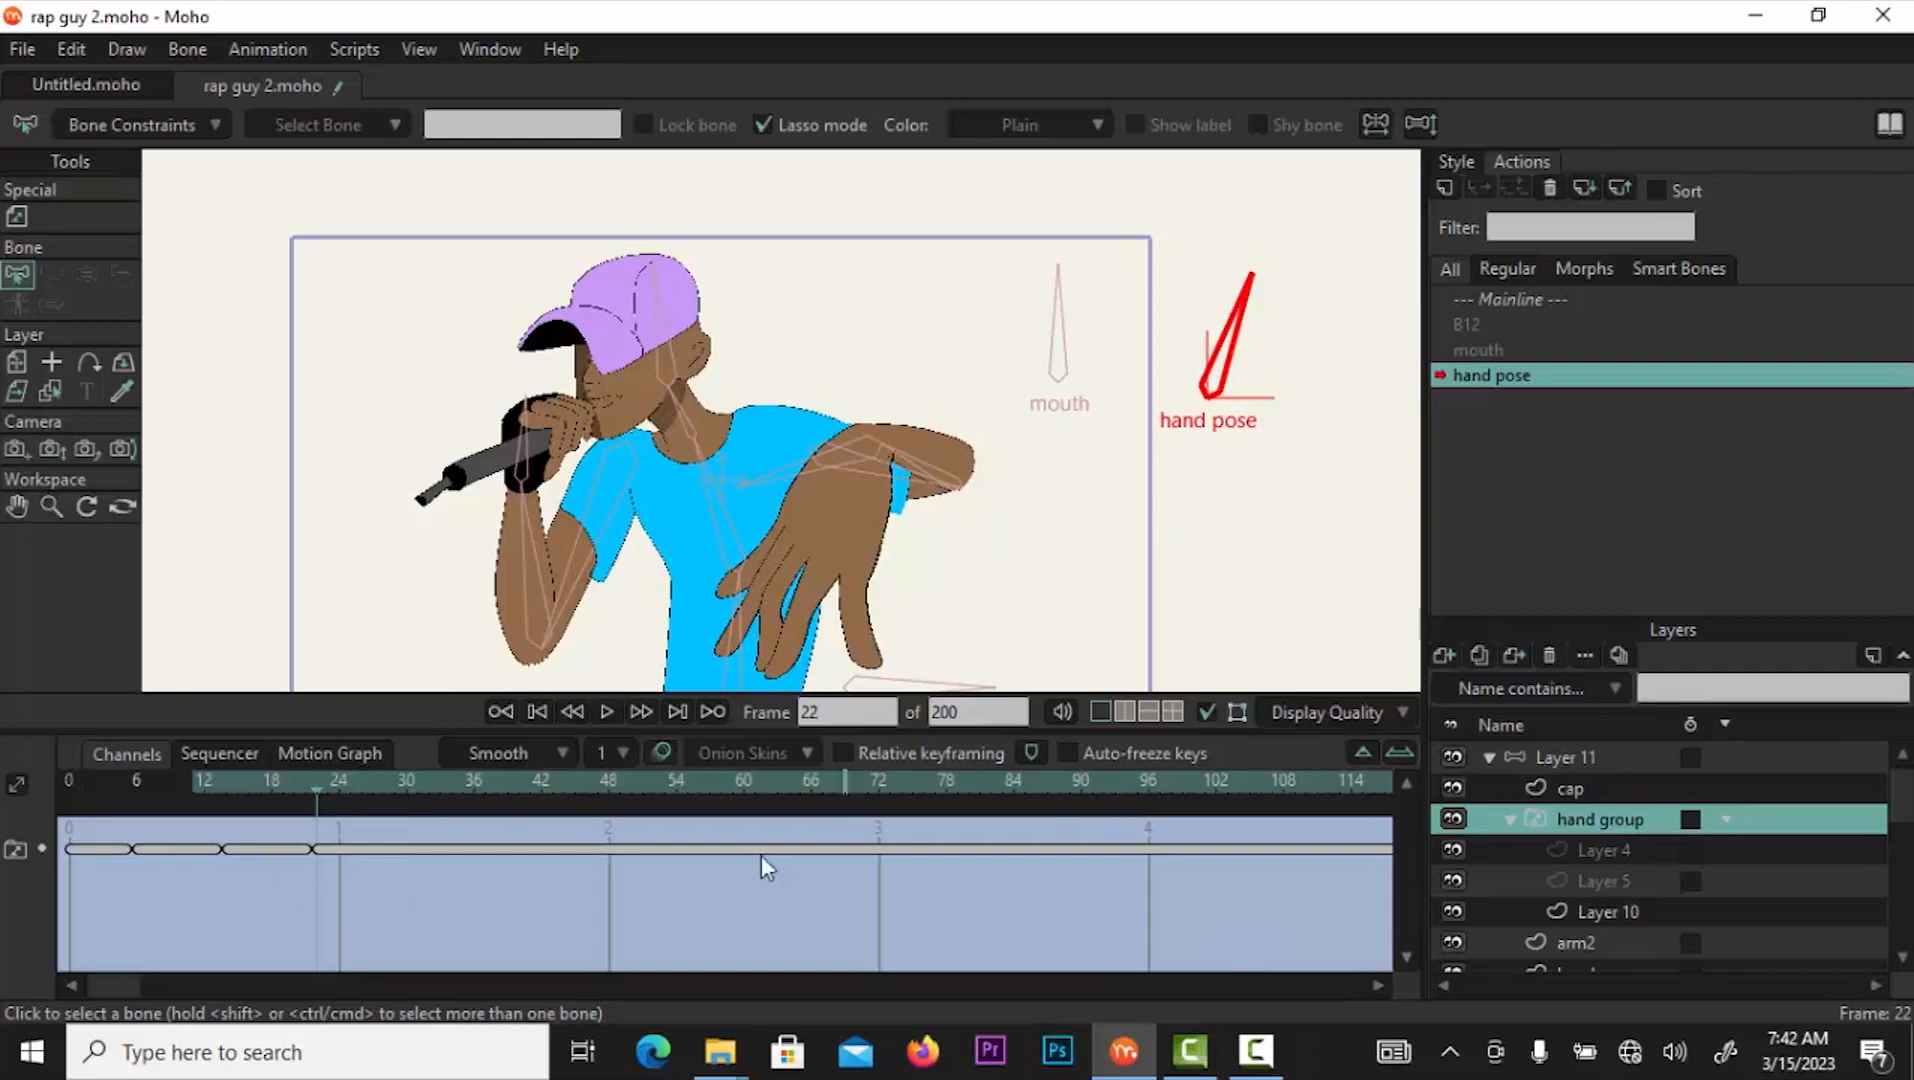 rap guy 2.moho - Moho
File Edit Draw Bone Animation Scripts View Window Help
Untitled.moho rap guy 2.moho
Bone Constraints Select Bone Lock bone Lasso mode Color: Plain Show label Shy bone
Tools
Special
Bone
Layer
T
Camera
Workspace
mouth
hand pose
Style Actions
Sort
Filter:
All Regular Morphs Smart Bones
--- Mainline ---
B12
mouth
hand pose
Layers
Name contains...
Name
Layer 11
cap
hand group
Layer 4
Layer 5
Layer 10
arm2
Frame 22 of 200 Display Quality
Channels Sequencer Motion Graph Smooth 1 Onion Skins Relative keyframing Auto-freeze keys
0 6 12 18 24 30 36 42 48 54 60 66 72 78 84 90 96 102 108 114
0 1 2 3 4
Click to select a bone (hold <shift> or <ctrl/cmd> to select more than one bone)
Frame: 22
Type here to search
Pr
Ps
C
C
7:42 AM
3/15/2023
7